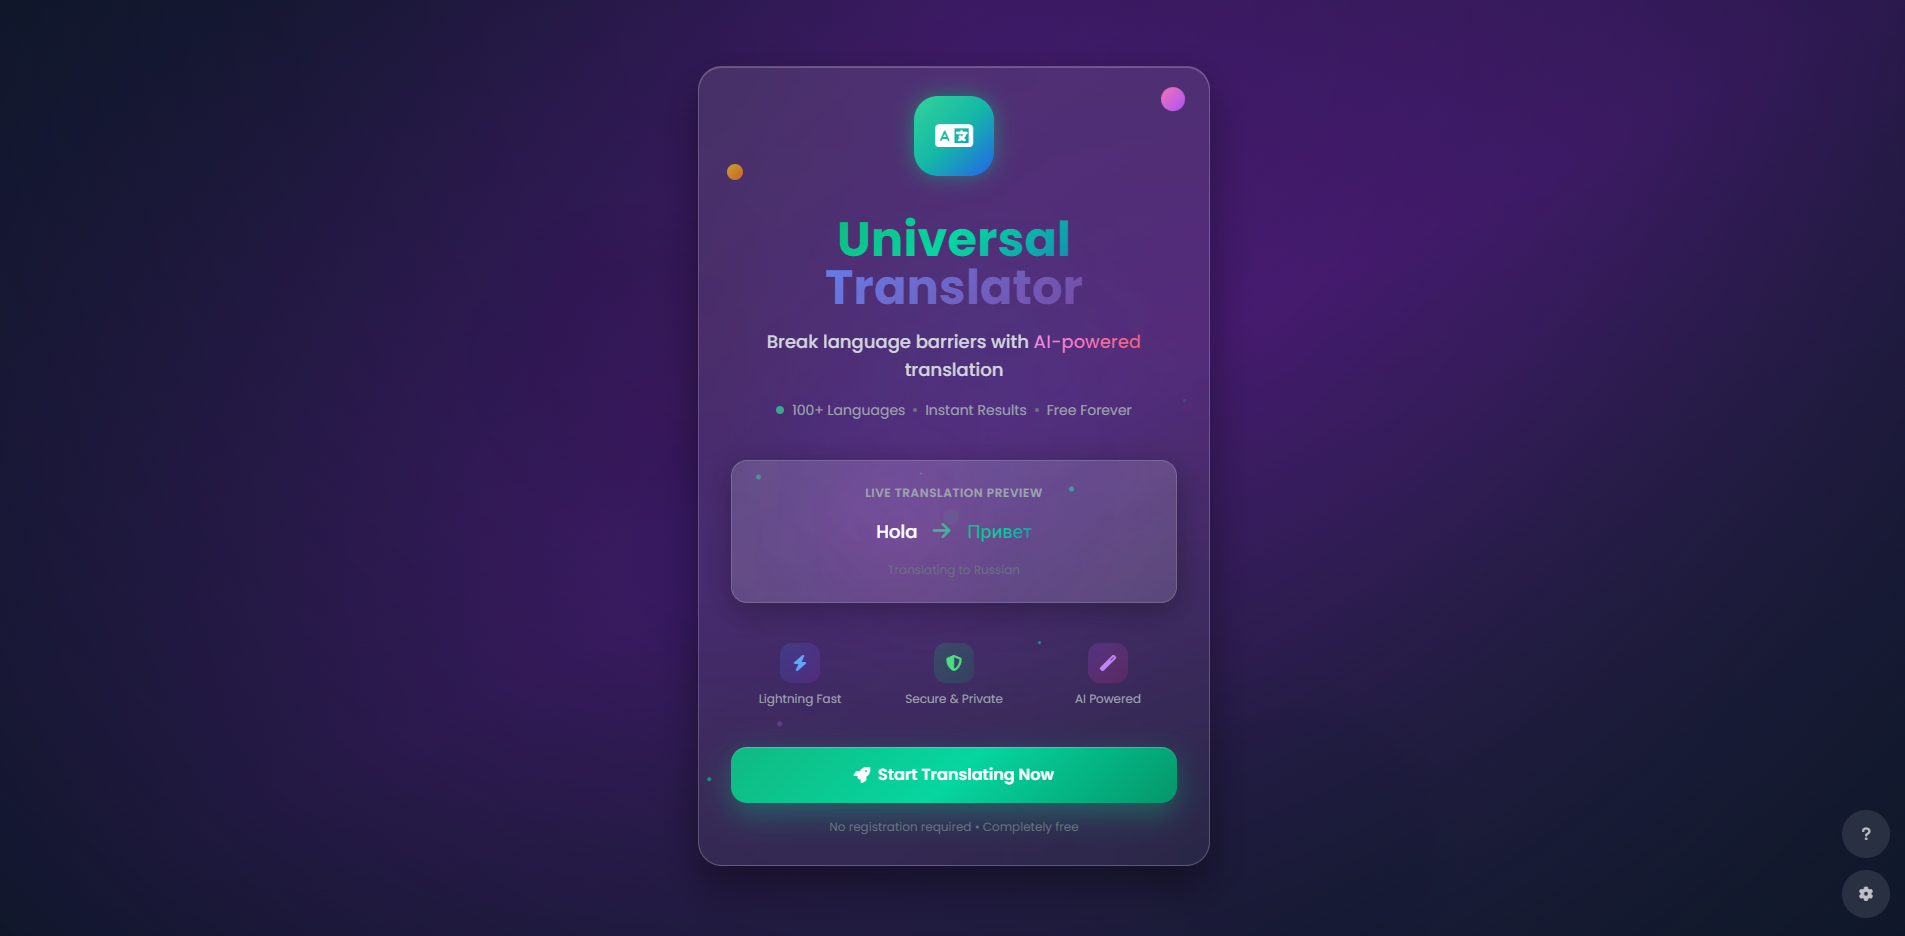 Universal
Translator
Break language barriers with AI-powered
translation
100+ Languages • Instant Results • Free Forever
LIVE TRANSLATION PREVIEW
Hola → Привет
Translating to Russian
Lightning Fast
Secure & Private
AI Powered
Start Translating Now
No registration required • Completely free
?